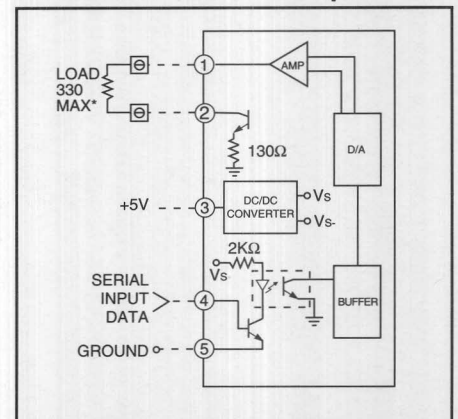 LOAD
330
MAX*
1
AMP
2
130Ω
D/A
+5V
3
DC/DC
CONVERTER
VS
VS-
2KΩ
VS
SERIAL
INPUT
DATA
4
BUFFER
GROUND
5